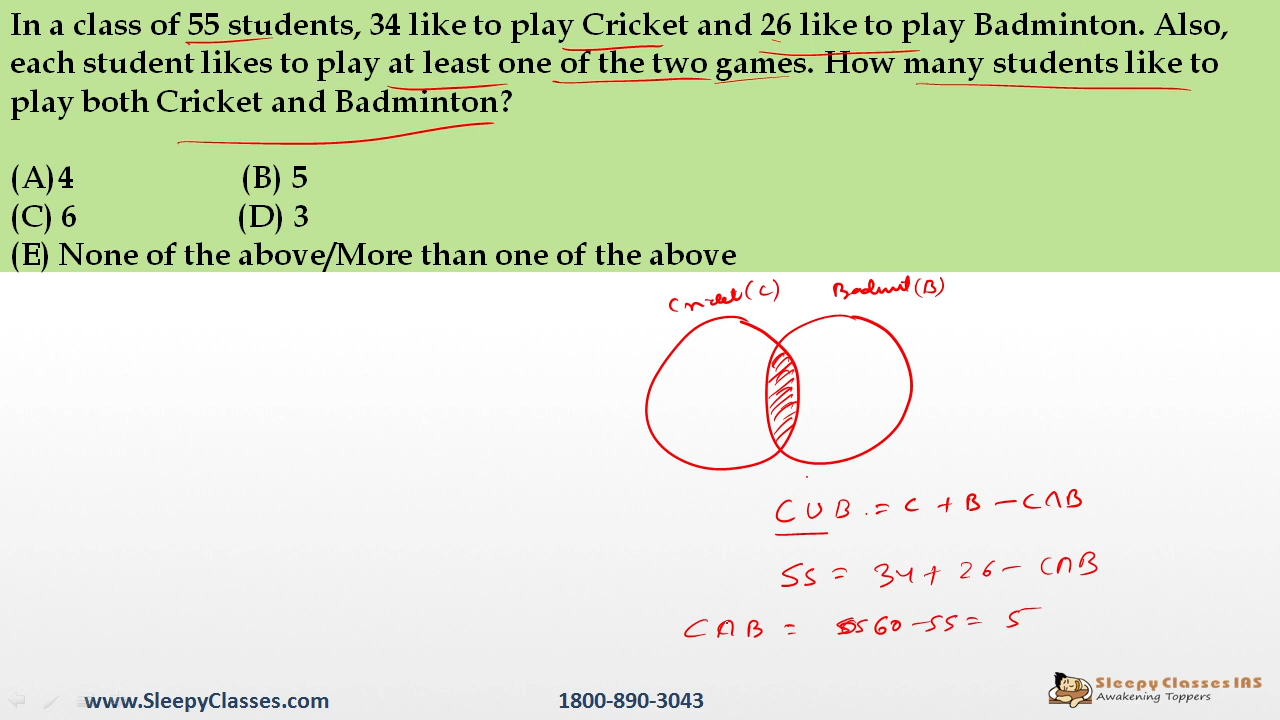 In a class of 55 students, 34 like to play Cricket and 26 like to play Badminton. Also,
each student likes to play at least one of the two games. How many students like to
play both Cricket and Badminton?
(A)4 (B) 5
(C) 6 (D) 3
(E) None of the above/More than one of the above
Cricket(C) Badmit(B)
C ∪ B = C + B - C∩B
55 = 34 + 26 - C∩B
C∩B = 60 - 55 = 5
www.SleepyClasses.com 1800-890-3043
Sleepy Classes IAS
Awakening Toppers